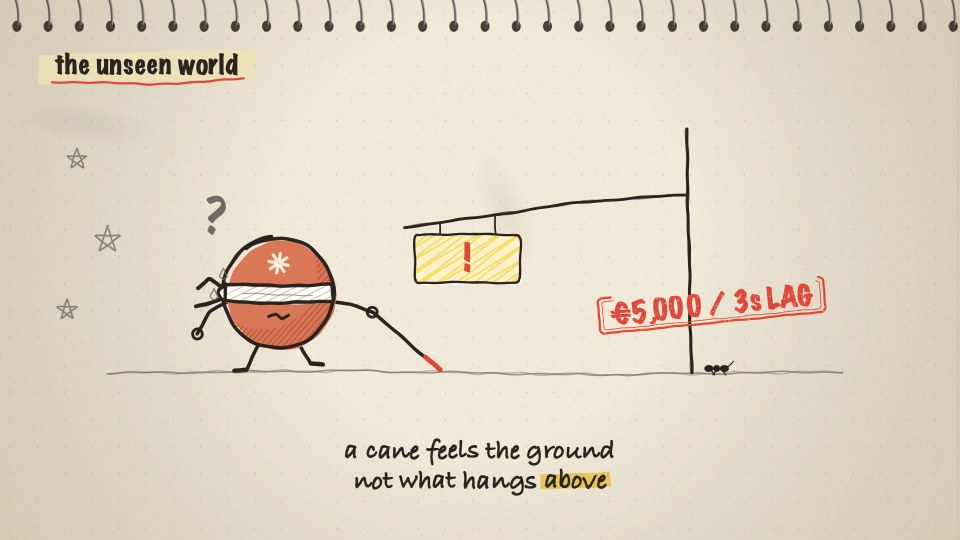 the unseen world
?
!
€5,000 / 3s LAG
a cane feels the ground
not what hangs above